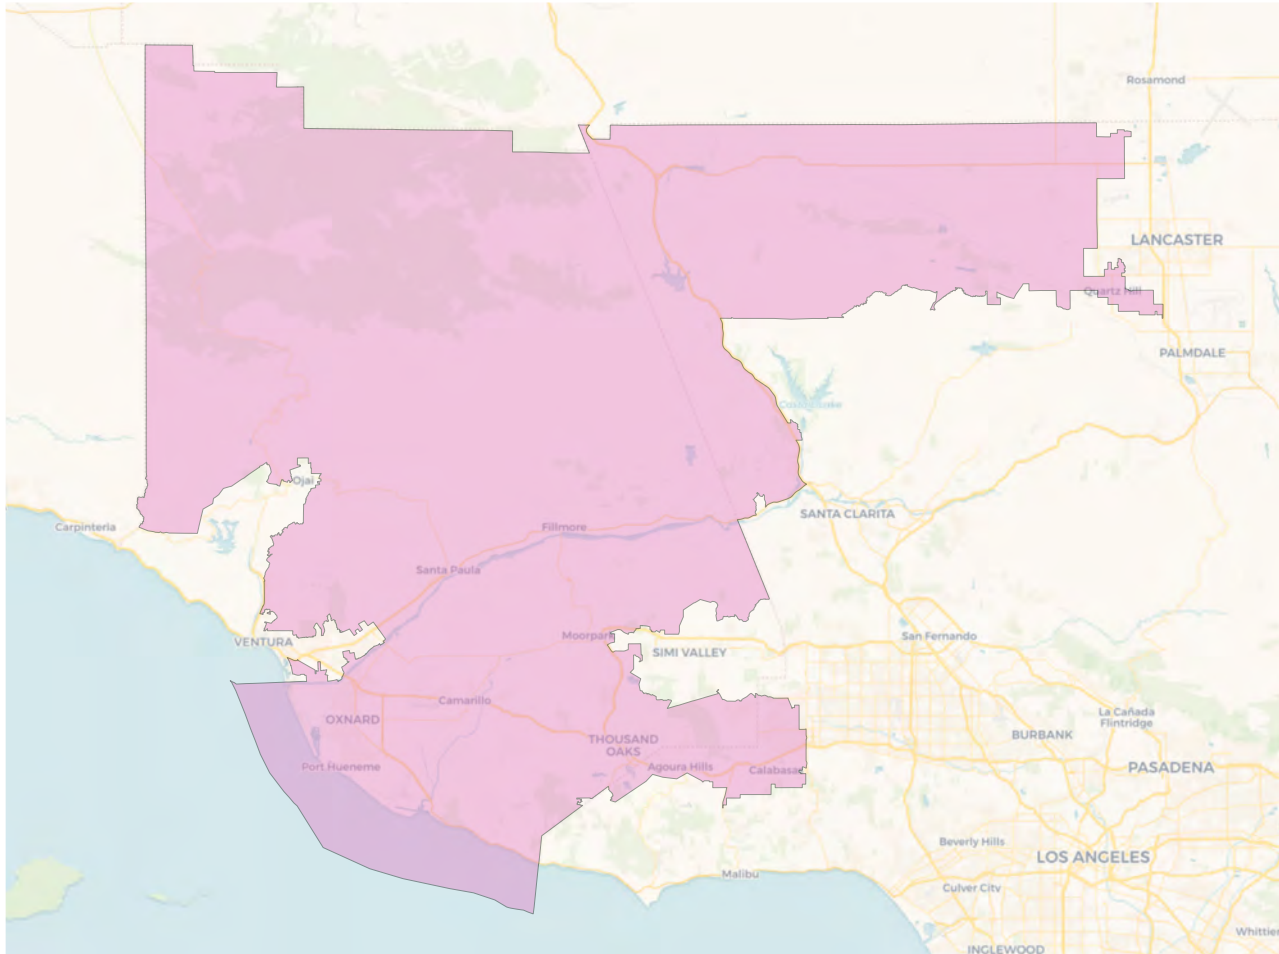 Rosamond
LANCASTER
Quartz Hill
PALMDALE
Castaic Lake
Ojai
Carpinteria
Fillmore
SANTA CLARITA
Santa Paula
VENTURA
Moorpark
SIMI VALLEY
San Fernando
Camarillo
OXNARD
THOUSAND
OAKS
La Cañada
Flintridge
BURBANK
Port Hueneme
Agoura Hills
Calabasas
PASADENA
Beverly Hills
LOS ANGELES
Malibu
Culver City
Whittier
INGLEWOOD